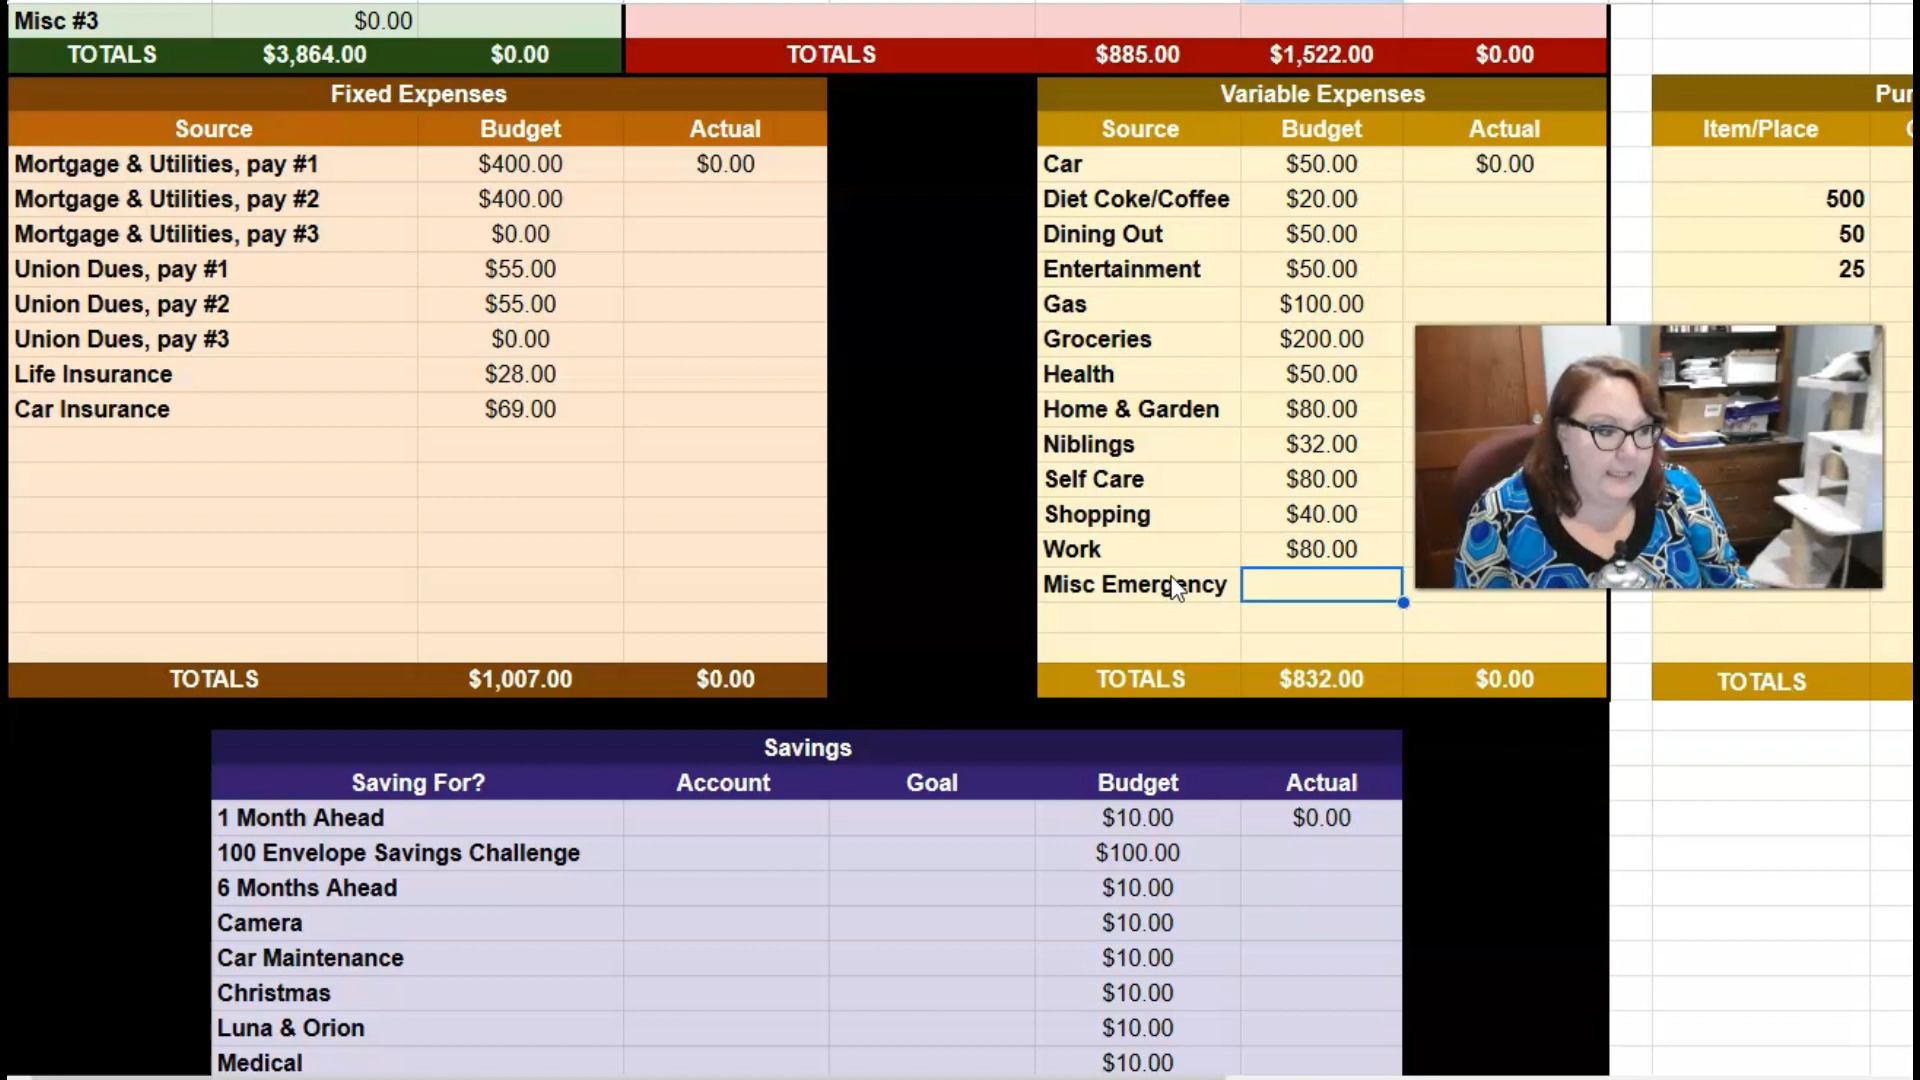 Misc #3 $0.00
TOTALS $3,864.00 $0.00 TOTALS $885.00 $1,522.00 $0.00
Fixed Expenses
Source Budget Actual
Mortgage & Utilities, pay #1 $400.00 $0.00
Mortgage & Utilities, pay #2 $400.00
Mortgage & Utilities, pay #3 $0.00
Union Dues, pay #1 $55.00
Union Dues, pay #2 $55.00
Union Dues, pay #3 $0.00
Life Insurance $28.00
Car Insurance $69.00
TOTALS $1,007.00 $0.00
Variable Expenses
Source Budget Actual
Car $50.00 $0.00
Diet Coke/Coffee $20.00
Dining Out $50.00
Entertainment $50.00
Gas $100.00
Groceries $200.00
Health $50.00
Home & Garden $80.00
Niblings $32.00
Self Care $80.00
Shopping $40.00
Work $80.00
Misc Emergency
TOTALS $832.00 $0.00
Item/Place
500
50
25
TOTALS
Savings
Saving For? Account Goal Budget Actual
1 Month Ahead $10.00 $0.00
100 Envelope Savings Challenge $100.00
6 Months Ahead $10.00
Camera $10.00
Car Maintenance $10.00
Christmas $10.00
Luna & Orion $10.00
Medical $10.00